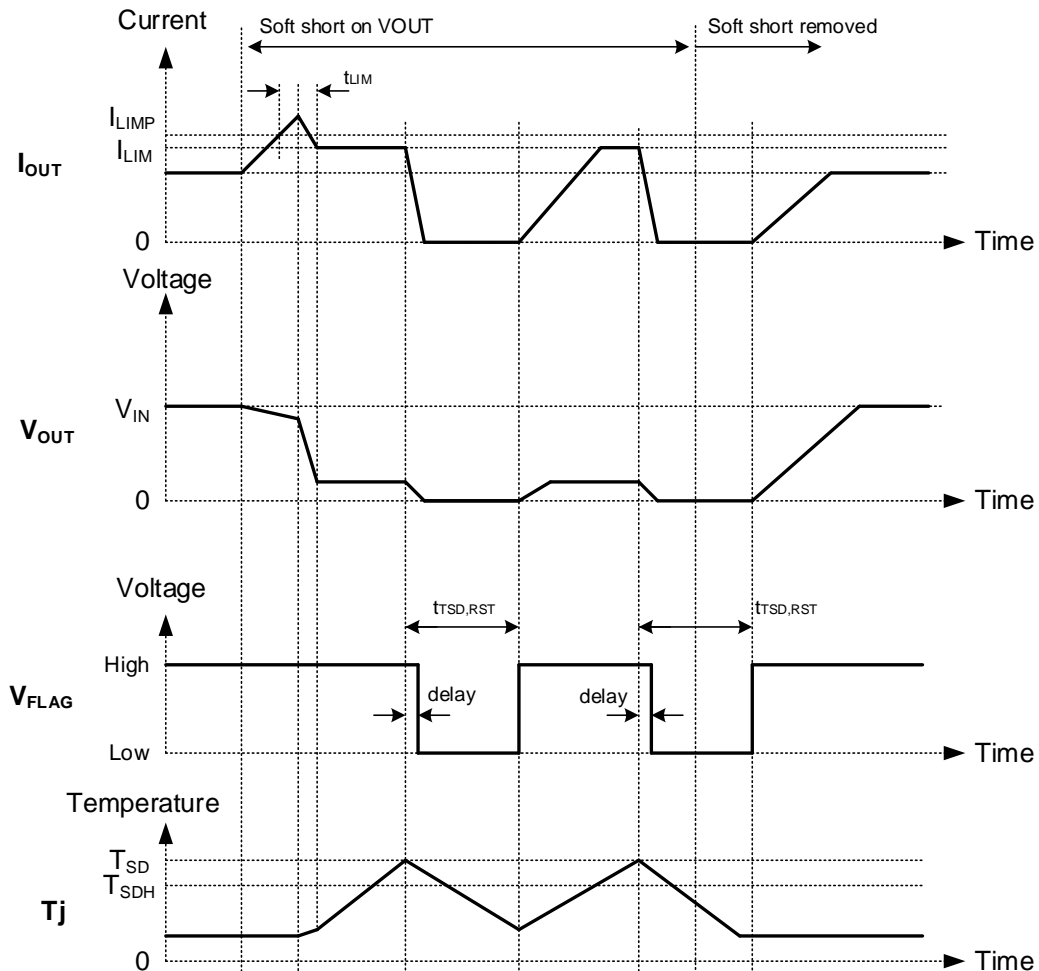 Current
Soft short on VOUT
Soft short removed
tLIM
ILIMP
ILIM
IOUT
0
Time
Voltage
VIN
VOUT
0
Time
Voltage
tTSD,RST
tTSD,RST
High
delay
delay
VFLAG
Low
Time
Temperature
TSD
TSDH
Tj
0
Time